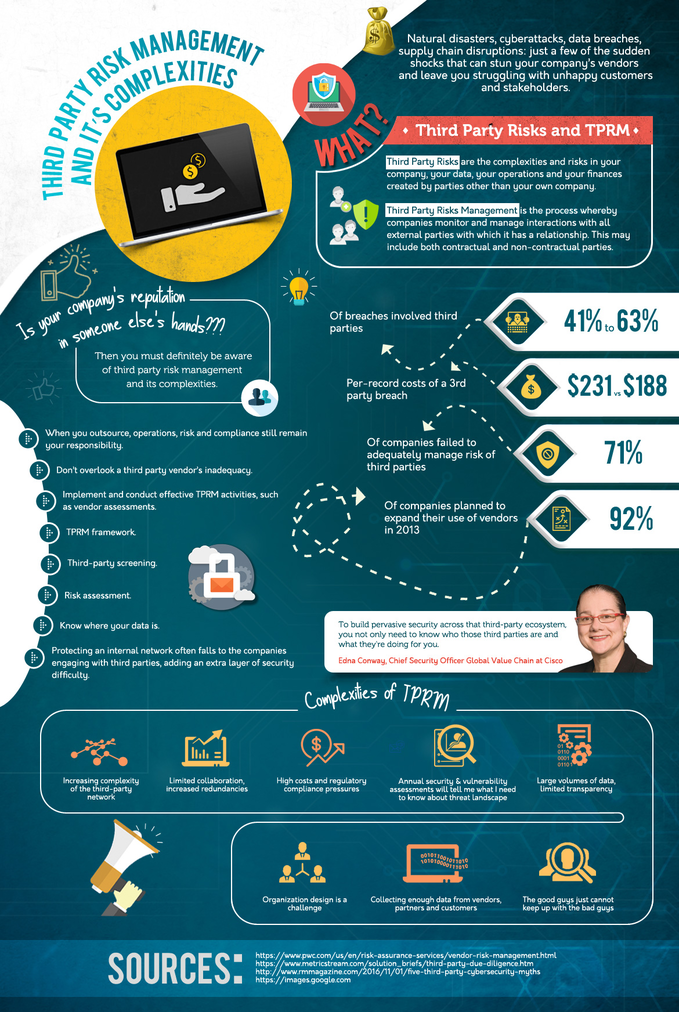 THIRD PARTY RISK MANAGEMENT
AND IT'S COMPLEXITIES
Natural disasters, cyberattacks, data breaches,
supply chain disruptions: just a few of the sudden
shocks that can stun your company's vendors
and leave you struggling with unhappy customers
and stakeholders.
WHAT?
Third Party Risks and TPRM
Third Party Risks are the complexities and risks in your
company, your data, your operations and your finances
created by parties other than your own company.
Third Party Risks Management is the process whereby
companies monitor and manage interactions with all
external parties with which it has a relationship. This may
include both contractual and non-contractual parties.
Is your company's reputation
in someone else's hands???
Then you must definitely be aware
of third party risk management
and its complexities.
When you outsource, operations, risk and compliance still remain
your responsibility.
Don't overlook a third party vendor's inadequacy.
Implement and conduct effective TPRM activities, such
as vendor assessments.
TPRM framework.
Third-party screening.
Risk assessment.
Know where your data is.
Protecting an internal network often falls to the companies
engaging with third parties, adding an extra layer of security
difficulty.
Of breaches involved third
parties
41% to 63%
Per-record costs of a 3rd
party breach
$231 vs $188
Of companies failed to
adequately manage risk of
third parties
71%
Of companies planned to
expand their use of vendors
in 2013
92%
To build pervasive security across that third-party ecosystem,
you not only need to know who those third parties are and
what they're doing for you.
Edna Conway, Chief Security Officer Global Value Chain at Cisco
Complexities of TPRM
Increasing complexity
of the third-party
network
Limited collaboration,
increased redundancies
High costs and regulatory
compliance pressures
Annual security & vulnerability
assessments will tell me what I need
to know about threat landscape
01
0110
0001
0110
Large volumes of data,
limited transparency
Organization design is a
challenge
001011001011010
10101000111010
Collecting enough data from vendors,
partners and customers
The good guys just cannot
keep up with the bad guys
SOURCES:
https://www.pwc.com/us/en/risk-assurance-services/vendor-risk-management.html
https://www.metricstream.com/solution_briefs/third-party-due-diligence.htm
http://www.rmmagazine.com/2016/11/01/five-third-party-cybersecurity-myths
https://images.google.com